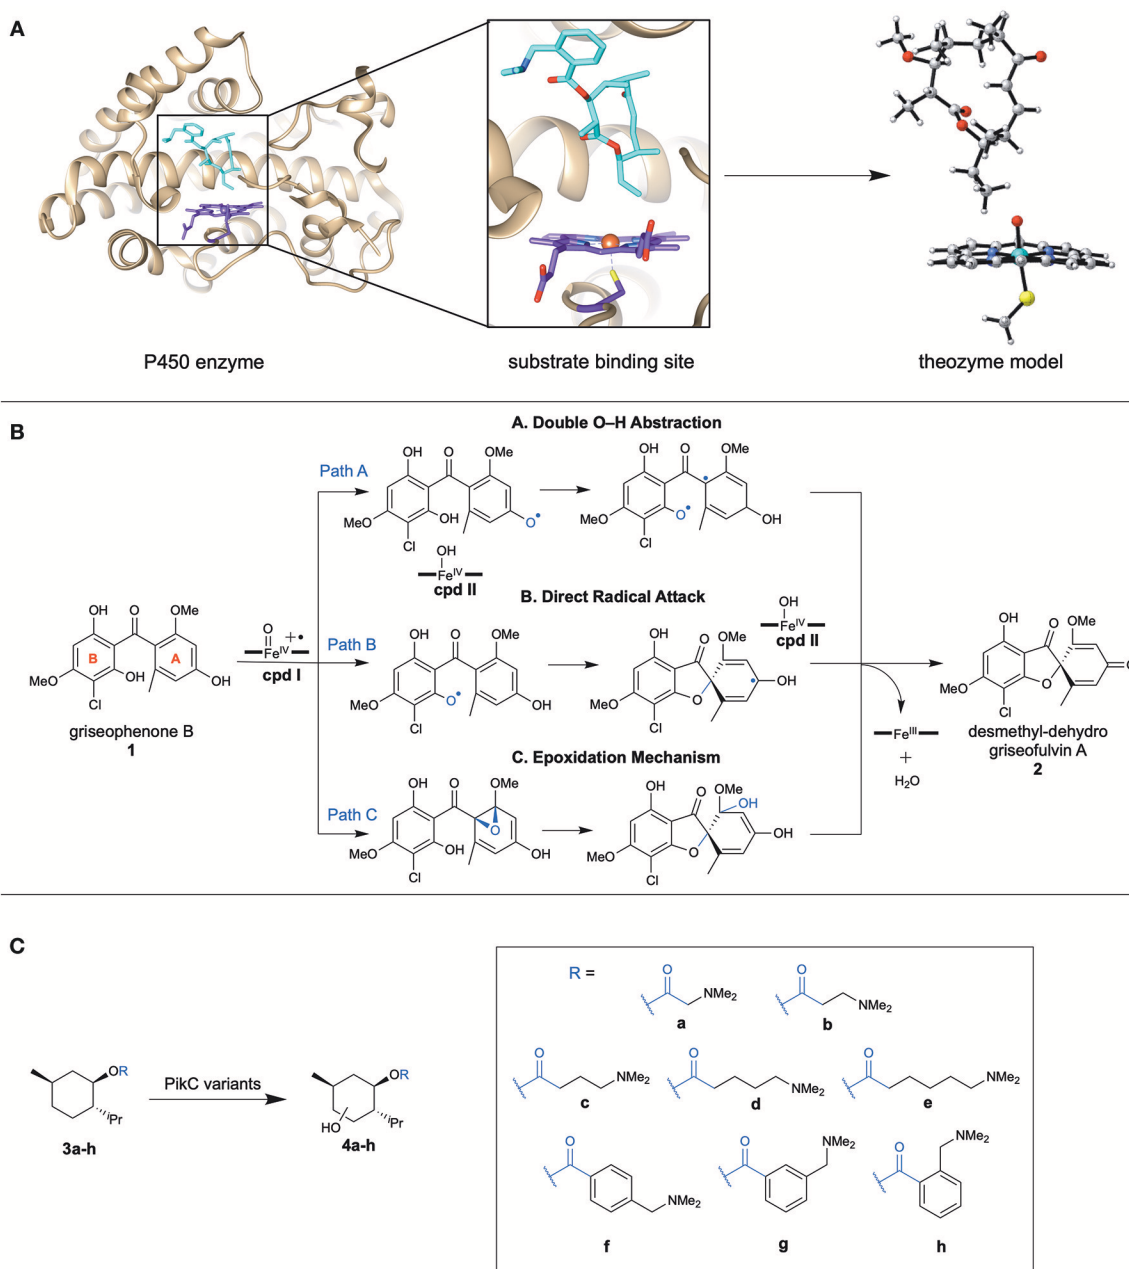 A
P450 enzyme
substrate binding site
theozyme model
B
A. Double O–H Abstraction
Path A
OH
O
OMe
MeO
OH
Cl
O•
OH
O
OMe
MeO
O•
Cl
OH
OH
Fe^IV
cpd II
B. Direct Radical Attack
OH
O
OMe
B
A
MeO
OH
Cl
OH
griseophenone B
1
O
+•
Fe^IV
cpd I
Path B
OH
O
OMe
MeO
O•
Cl
OH
OH
O
OMe
MeO
O
Cl
OH
OH
Fe^IV
cpd II
Fe^III
+
H₂O
OH
O
OMe
MeO
O
Cl
O
desmethyl-dehydro
griseofulvin A
2
C. Epoxidation Mechanism
Path C
OH
O
OMe
O
MeO
OH
Cl
OH
OH
O
OMe
OH
MeO
O
Cl
OH
C
OR
ⁱPr
3a-h
PikC variants
OR
ⁱPr
HO
4a-h
R =
O
NMe₂
a
O
NMe₂
b
O
NMe₂
c
O
NMe₂
d
O
NMe₂
e
O
NMe₂
f
O
NMe₂
g
O
NMe₂
h